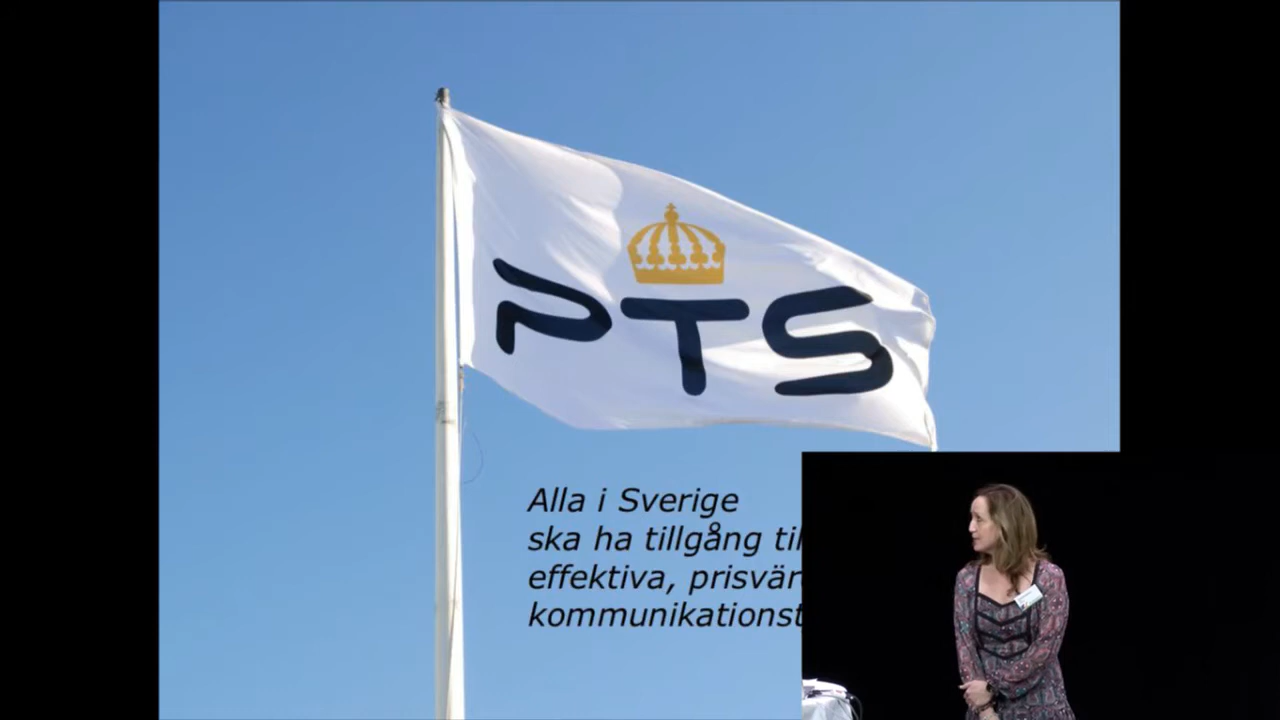 PTS
Alla i Sverige
ska ha tillgång
effektiva,